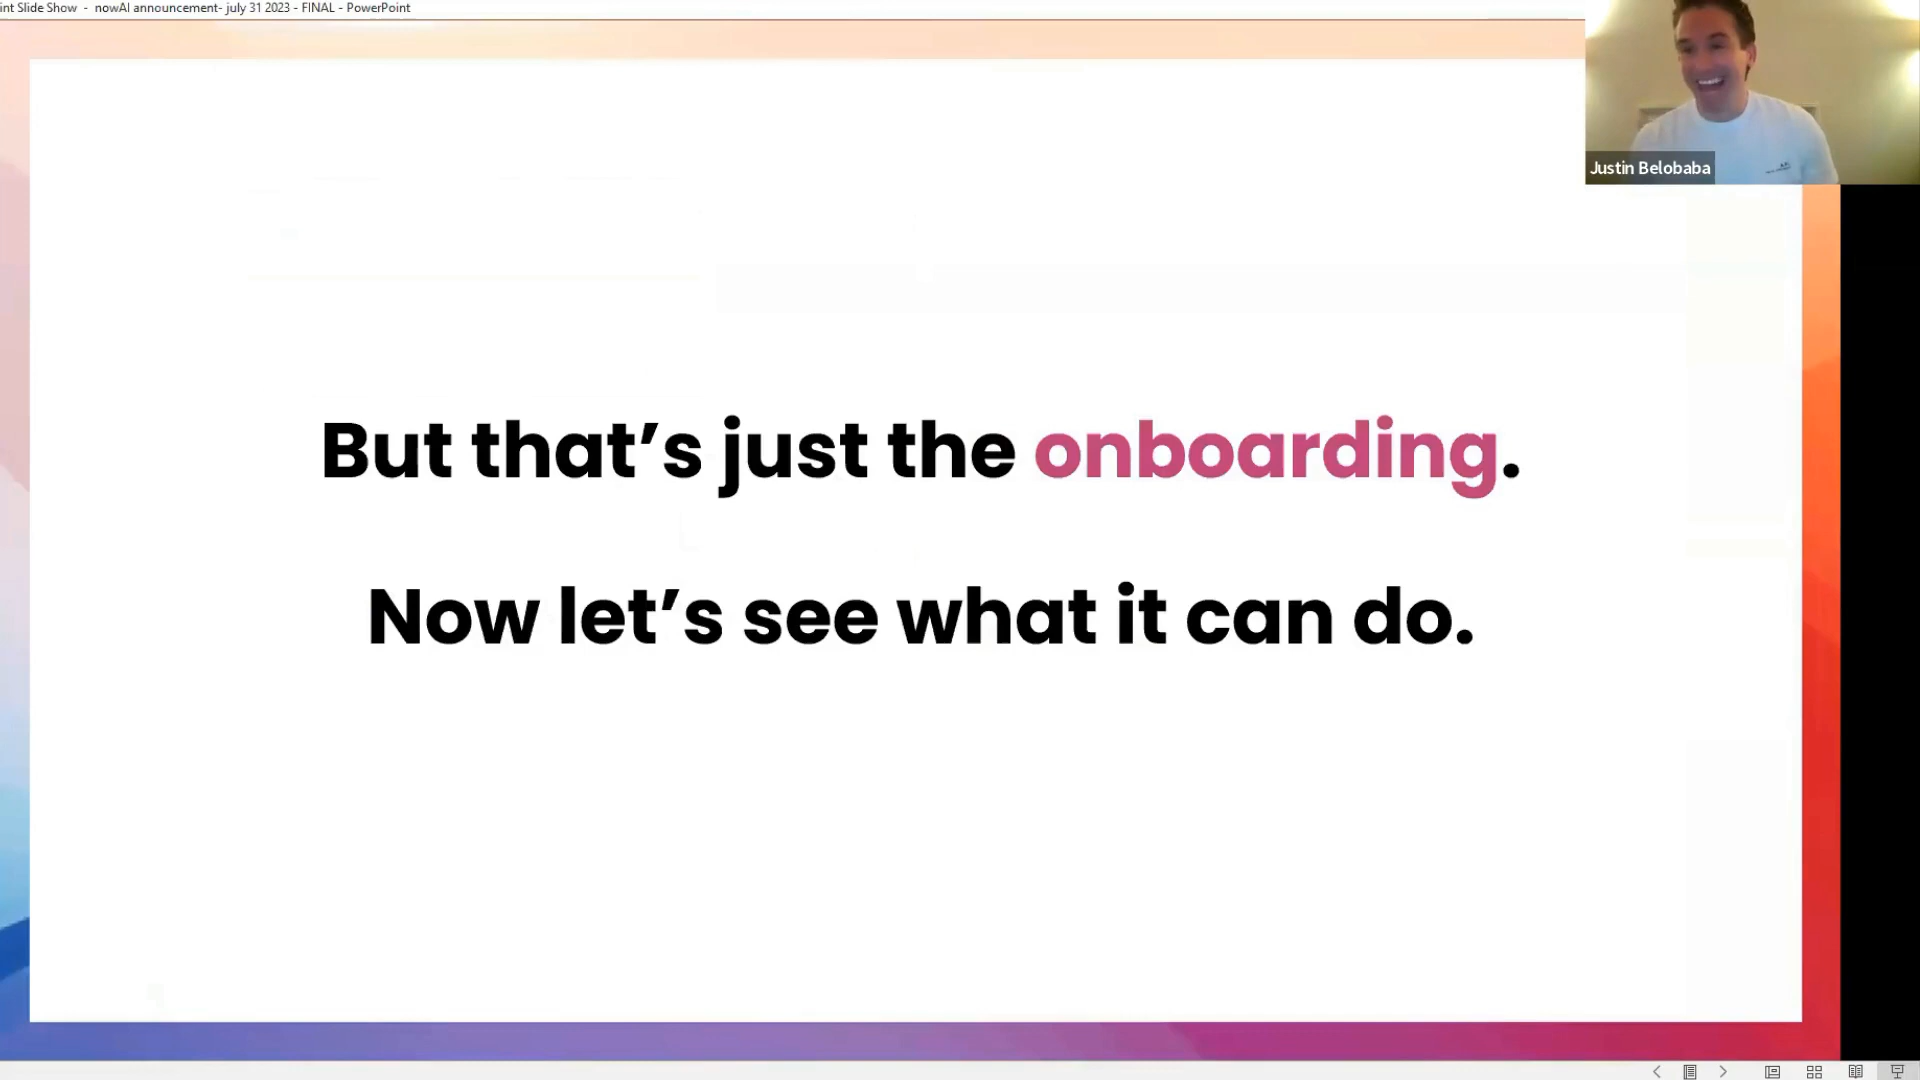 int Slide Show - nowAI announcement- july 31 2023 - FINAL - PowerPoint
Justin Belobaba
But that’s just the onboarding.
Now let’s see what it can do.